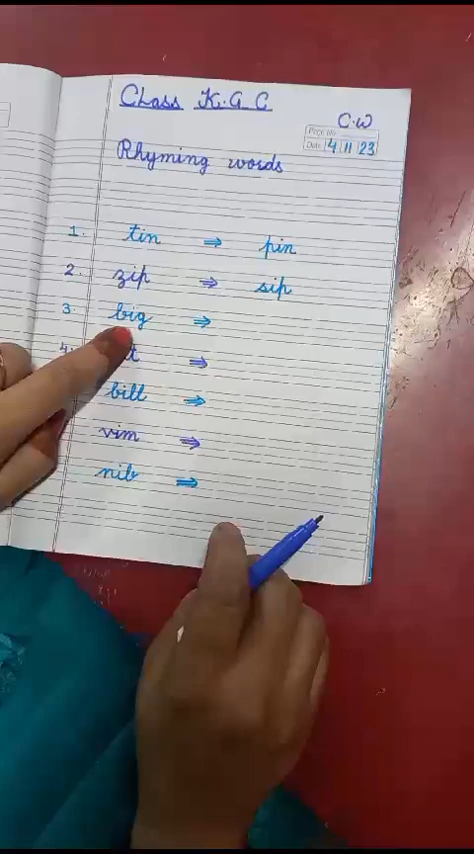 Class K.G C
C.W
Page No.
Date 4 11 23
Rhyming words
1. tin ⇒ pin
2. zip ⇒ sip
3. big ⇒
4. ⇒
bill ⇒
vim ⇒
nib ⇒